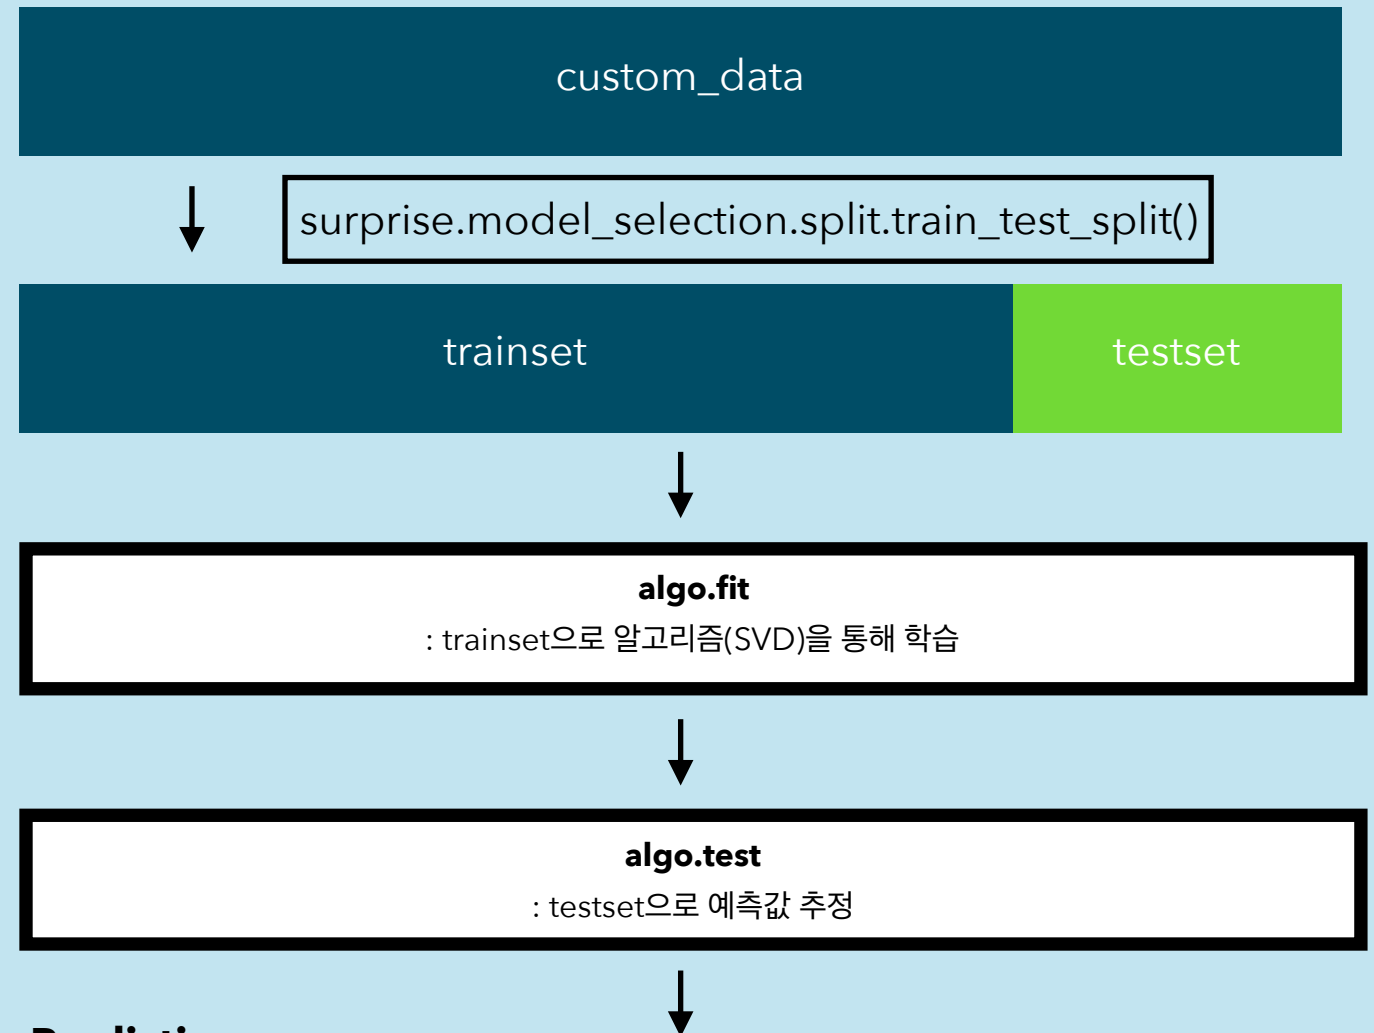 custom_data
surprise.model_selection.split.train_test_split()
trainset
testset
algo.fit
: trainset으로 알고리즘(SVD)을 통해 학습
algo.test
: testset으로 예측값 추정